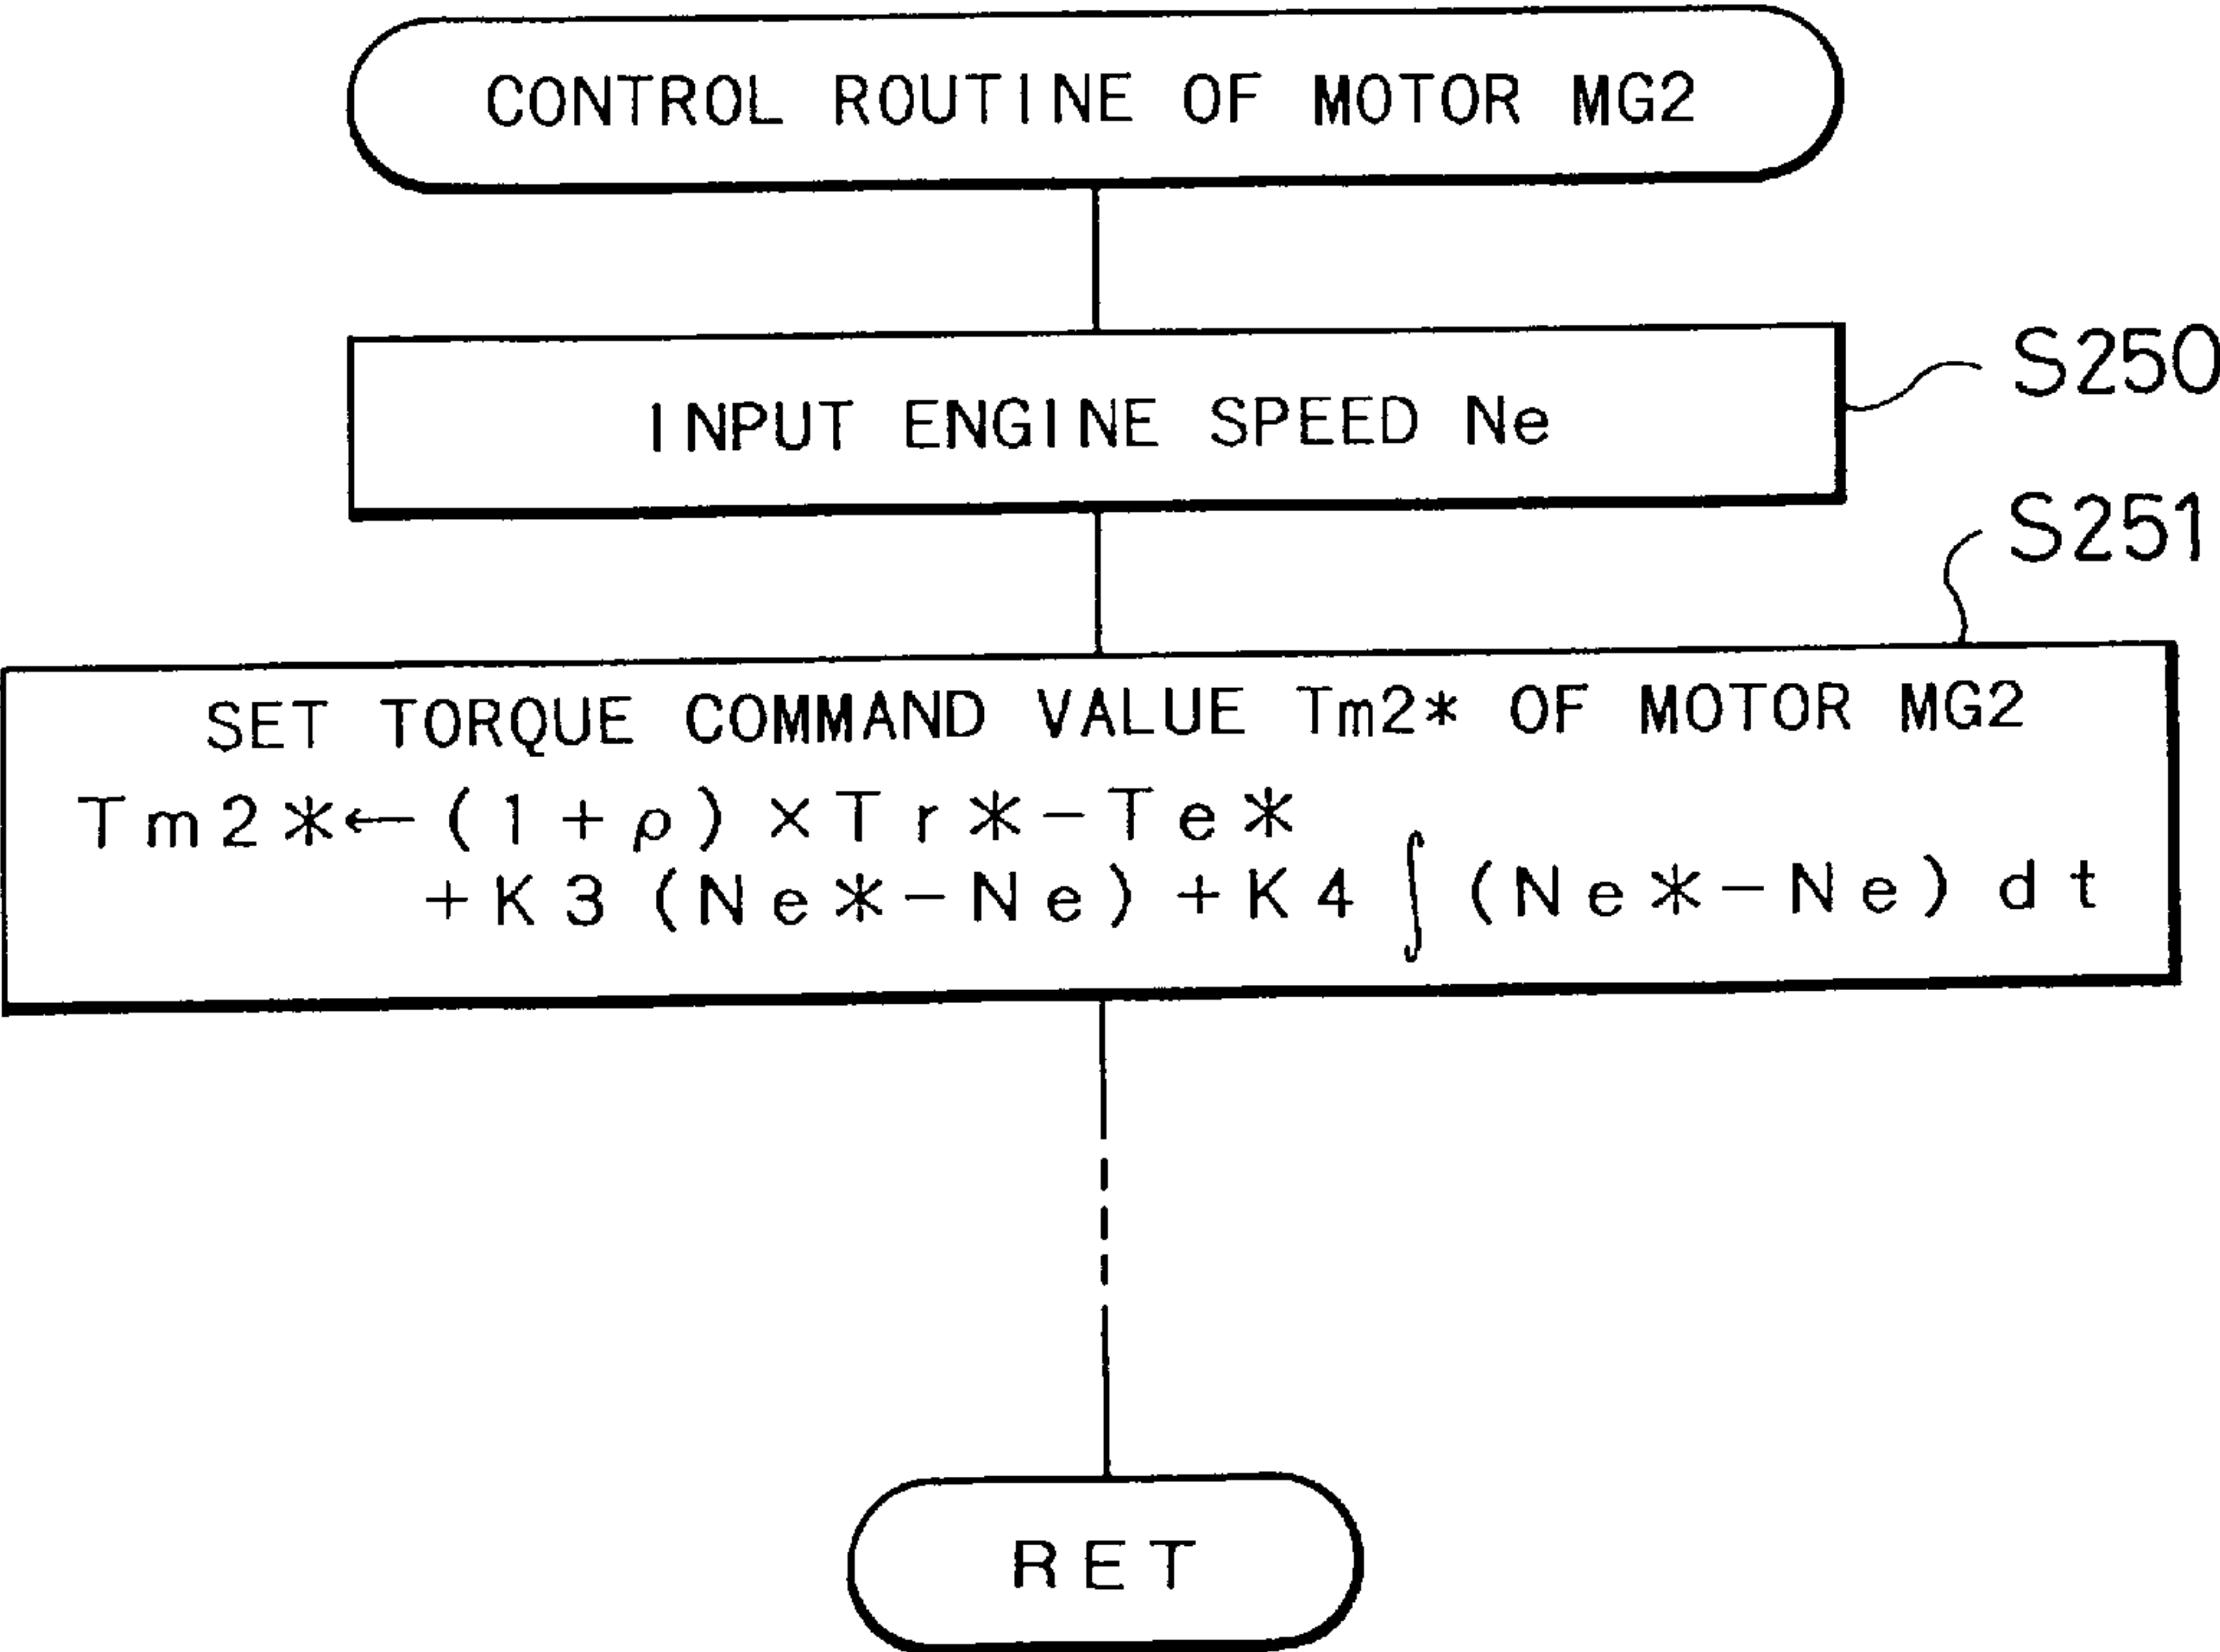 CONTROL ROUTINE OF MOTOR MG2
INPUT ENGINE SPEED Ne
S250
S251
SET TORQUE COMMAND VALUE Tm2* OF MOTOR MG2
Tm2*←(1+ρ)×Tr*−Te*
+K3(Ne*−Ne)+K4∫(Ne*−Ne)dt
RET